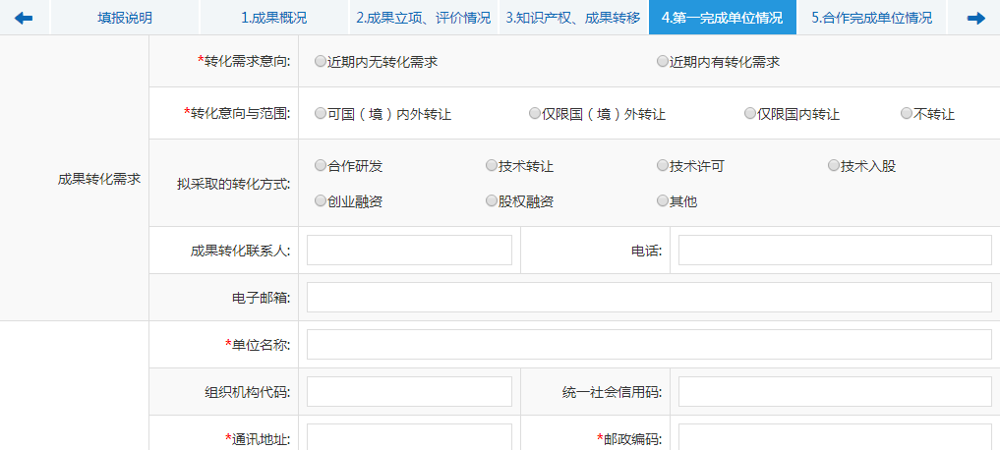 填报说明 1.成果概况 2.成果立项、评价情况 3.知识产权、成果转移 4.第一完成单位情况 5.合作完成单位情况
*转化需求意向: 近期内无转化需求 近期内有转化需求
*转化意向与范围: 可国（境）内外转让 仅限国（境）外转让 仅限国内转让 不转让
成果转化需求
拟采取的转化方式: 合作研发 技术转让 技术许可 技术入股
创业融资 股权融资 其他
成果转化联系人: 电话:
电子邮箱:
*单位名称:
组织机构代码: 统一社会信用码:
*通讯地址: *邮政编码: